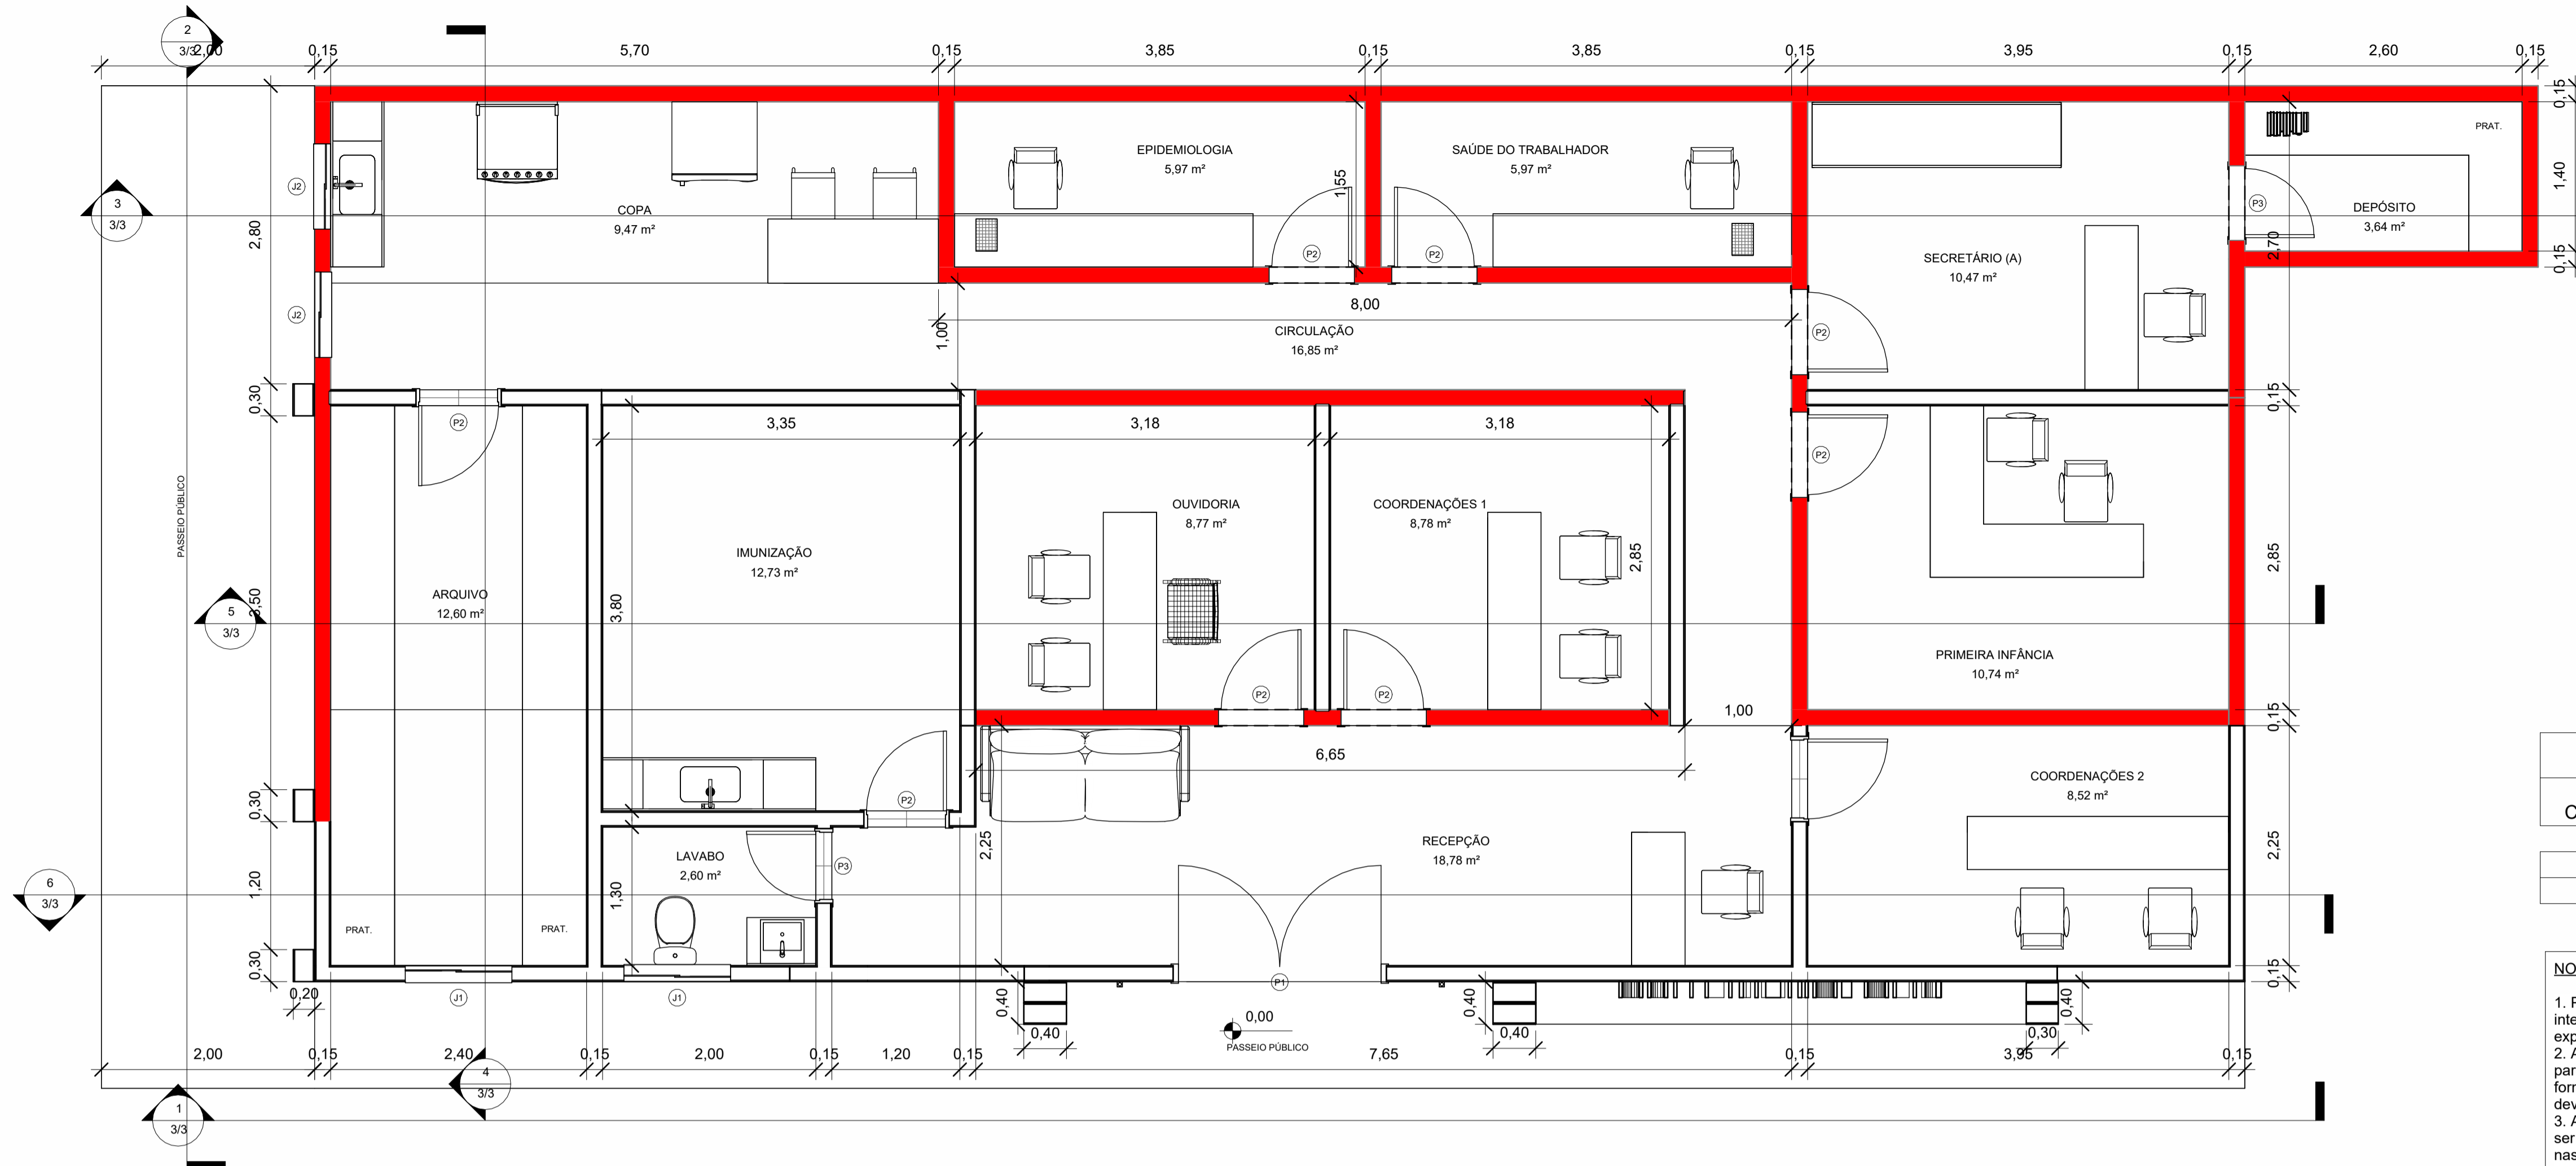 2
3/3
2,00
0,15
5,70
0,15
3,85
0,15
3,85
0,15
3,95
0,15
2,60
0,15
0,15
EPIDEMIOLOGIA
5,97 m²
SAÚDE DO TRABALHADOR
5,97 m²
PRAT.
1,40
1,55
J2
3
3/3
COPA
9,47 m²
P3
DEPÓSITO
3,64 m²
2,80
P2
P2
2,70
0,15
SECRETÁRIO (A)
10,47 m²
J2
8,00
1,00
CIRCULAÇÃO
16,85 m²
P2
0,30
0,15
P2
3,35
3,18
3,18
P2
PASSEIO PÚBLICO
OUVIDORIA
8,77 m²
COORDENAÇÕES 1
8,78 m²
IMUNIZAÇÃO
12,73 m²
2,85
2,85
ARQUIVO
12,60 m²
3,80
5
3/3
3,50
PRIMEIRA INFÂNCIA
10,74 m²
P2
P2
1,00
0,15
6,65
COORDENAÇÕES 2
8,52 m²
0,30
P2
C
RECEPÇÃO
18,78 m²
2,25
2,25
LAVABO
2,60 m²
P3
6
3/3
1,20
1,30
PRAT.
PRAT.
0,30
0,15
NO
J1
J1
P1
0,20
0,40
0,40
0,40
0,00
PASSEIO PÚBLICO
0,40
0,40
0,30
2,00
0,15
2,40
0,15
2,00
0,15
1,20
0,15
7,65
0,15
3,95
0,15
4
3/3
1
3/3
inte
exp
2. A
par
for
dev
3. A
ser
nas